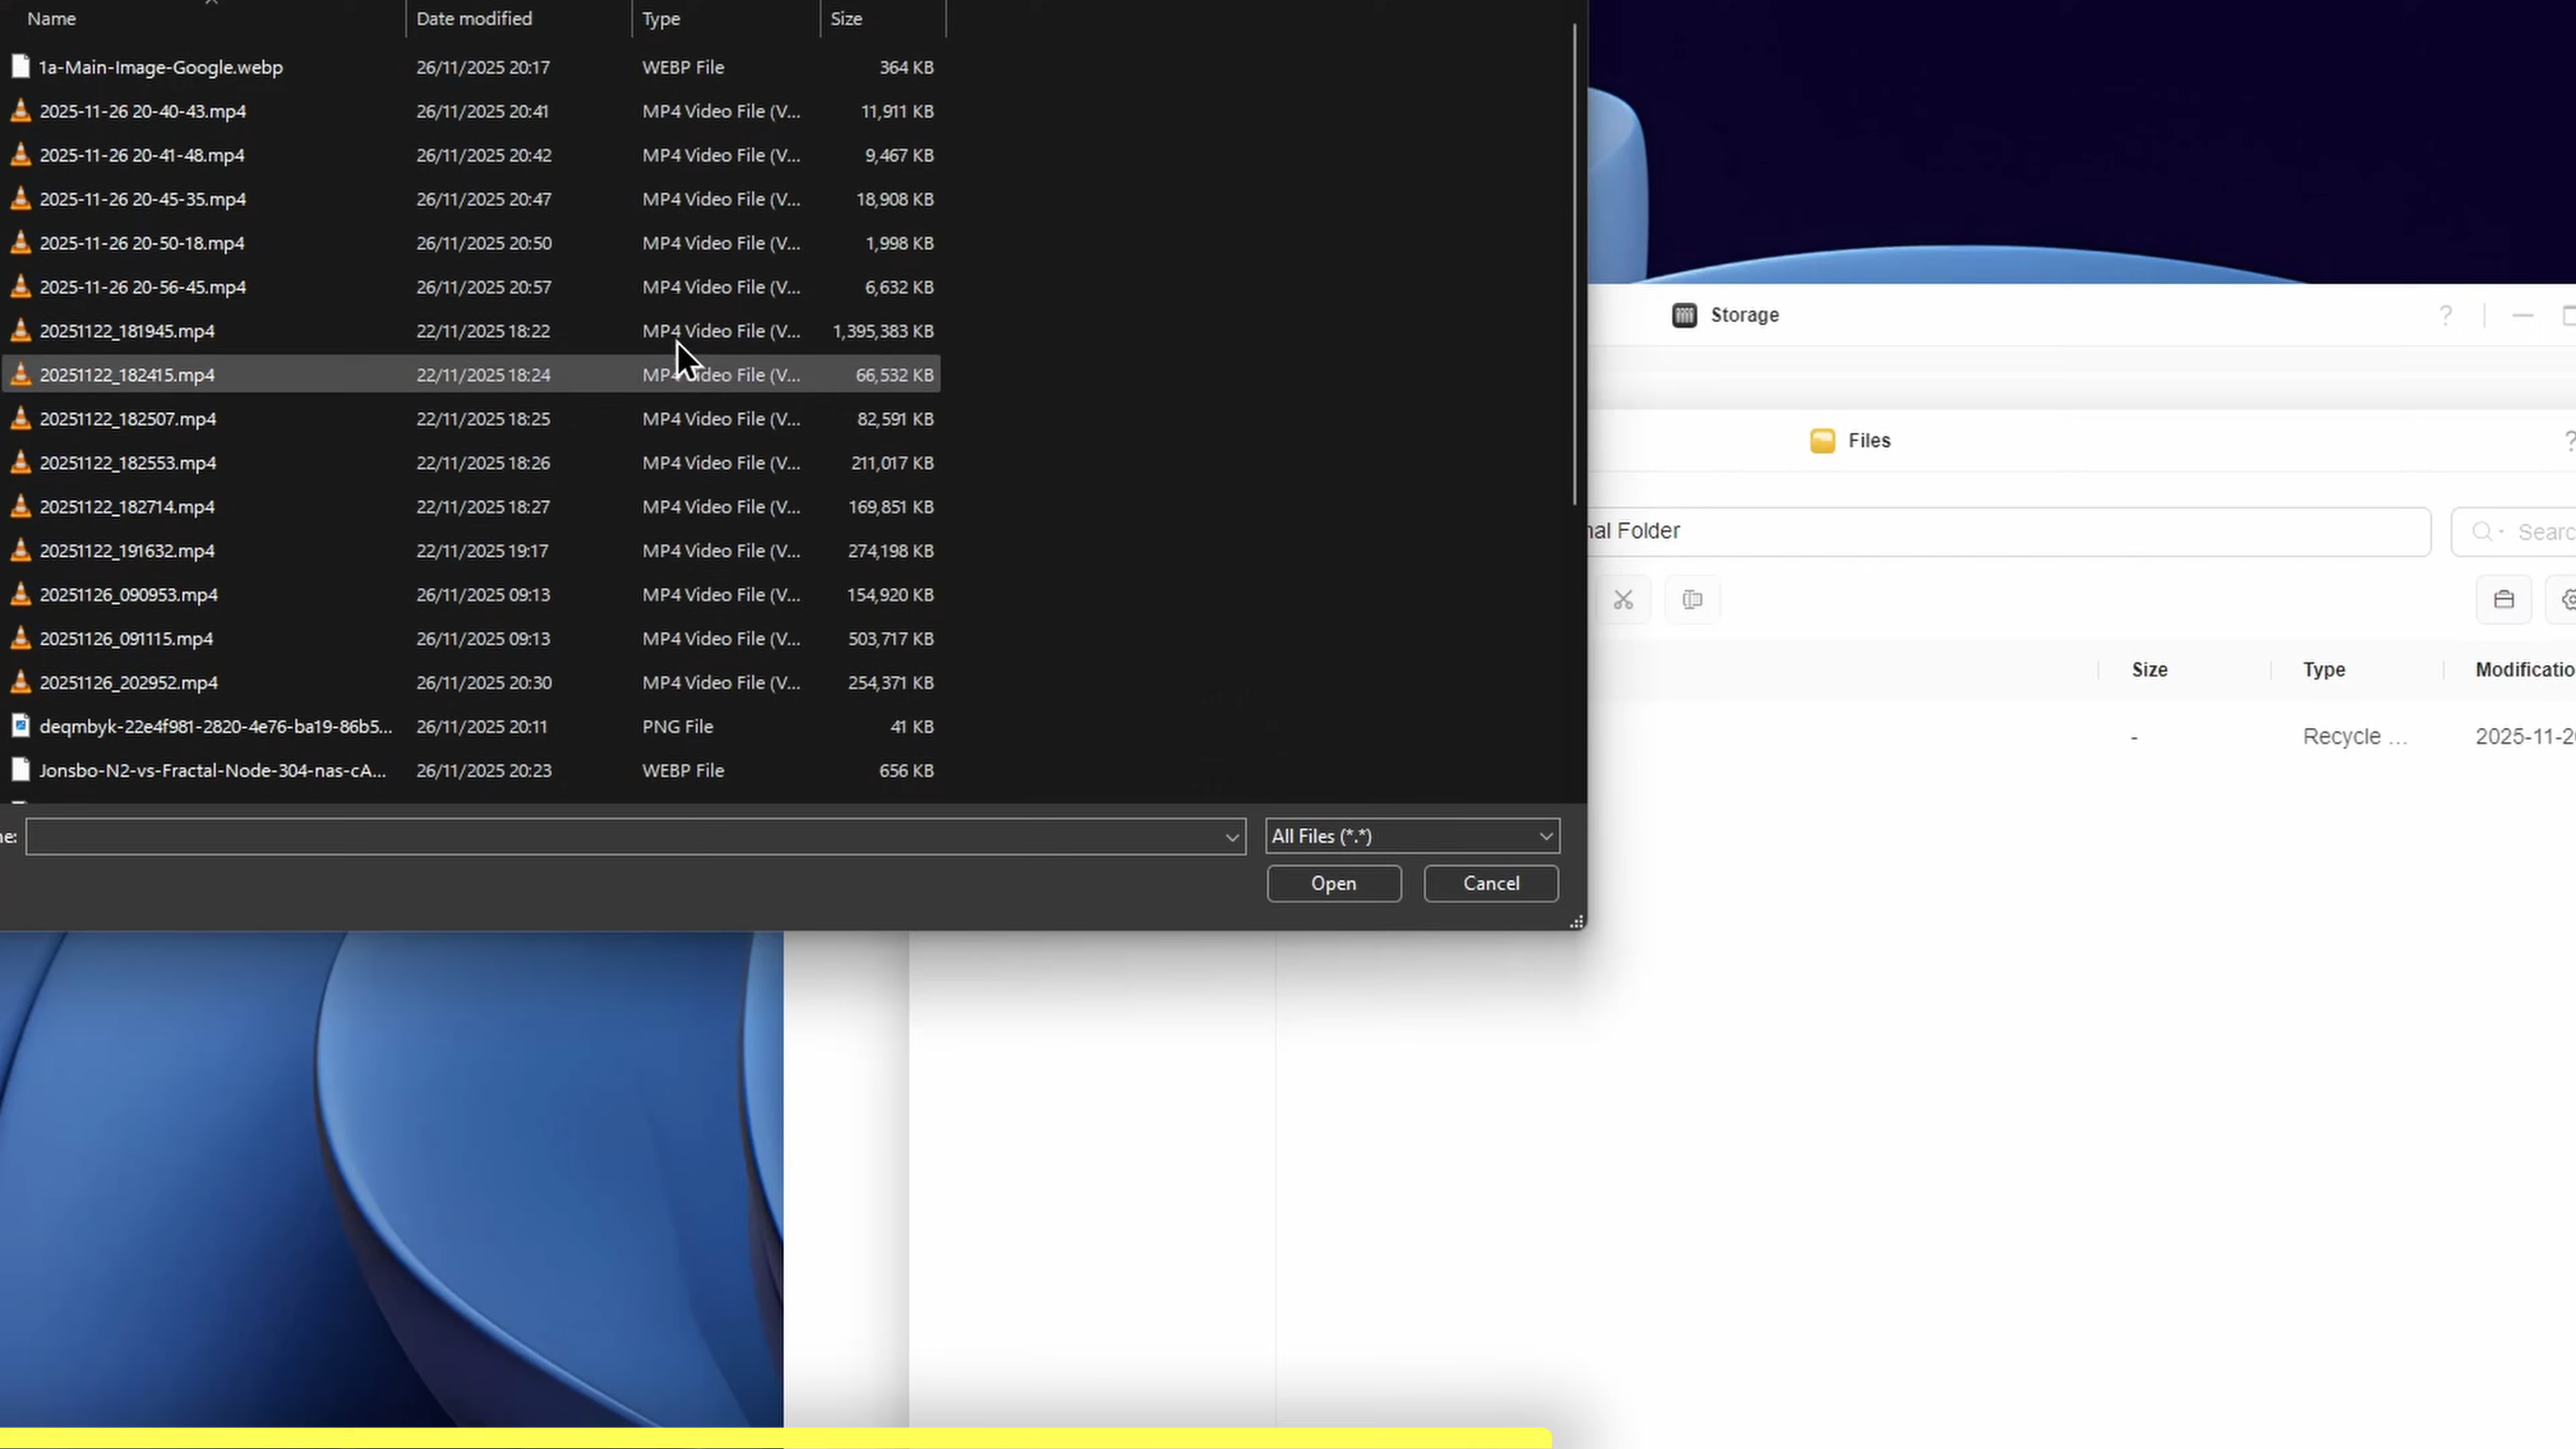 Name Date modified Type Size
1a-Main-Image-Google.webp 26/11/2025 20:17 WEBP File 364 KB
2025-11-26 20-40-43.mp4 26/11/2025 20:41 MP4 Video File (V... 11,911 KB
2025-11-26 20-41-48.mp4 26/11/2025 20:42 MP4 Video File (V... 9,467 KB
2025-11-26 20-45-35.mp4 26/11/2025 20:47 MP4 Video File (V... 18,908 KB
2025-11-26 20-50-18.mp4 26/11/2025 20:50 MP4 Video File (V... 1,998 KB
2025-11-26 20-56-45.mp4 26/11/2025 20:57 MP4 Video File (V... 6,632 KB
20251122_181945.mp4 22/11/2025 18:22 MP4 Video File (V... 1,395,383 KB
20251122_182415.mp4 22/11/2025 18:24 MP4 Video File (V... 66,532 KB
20251122_182507.mp4 22/11/2025 18:25 MP4 Video File (V... 82,591 KB
20251122_182553.mp4 22/11/2025 18:26 MP4 Video File (V... 211,017 KB
20251122_182714.mp4 22/11/2025 18:27 MP4 Video File (V... 169,851 KB
20251122_191632.mp4 22/11/2025 19:17 MP4 Video File (V... 274,198 KB
20251126_090953.mp4 26/11/2025 09:13 MP4 Video File (V... 154,920 KB
20251126_091115.mp4 26/11/2025 09:13 MP4 Video File (V... 503,717 KB
20251126_202952.mp4 26/11/2025 20:30 MP4 Video File (V... 254,371 KB
deqmbyk-22e4f981-2820-4e76-ba19-86b5... 26/11/2025 20:11 PNG File 41 KB
Jonsbo-N2-vs-Fractal-Node-304-nas-cA... 26/11/2025 20:23 WEBP File 656 KB
ne: All Files (*.*)
Open Cancel
Storage
Files
nal Folder Searc
Size Type Modificatio
- Recycle ... 2025-11-2